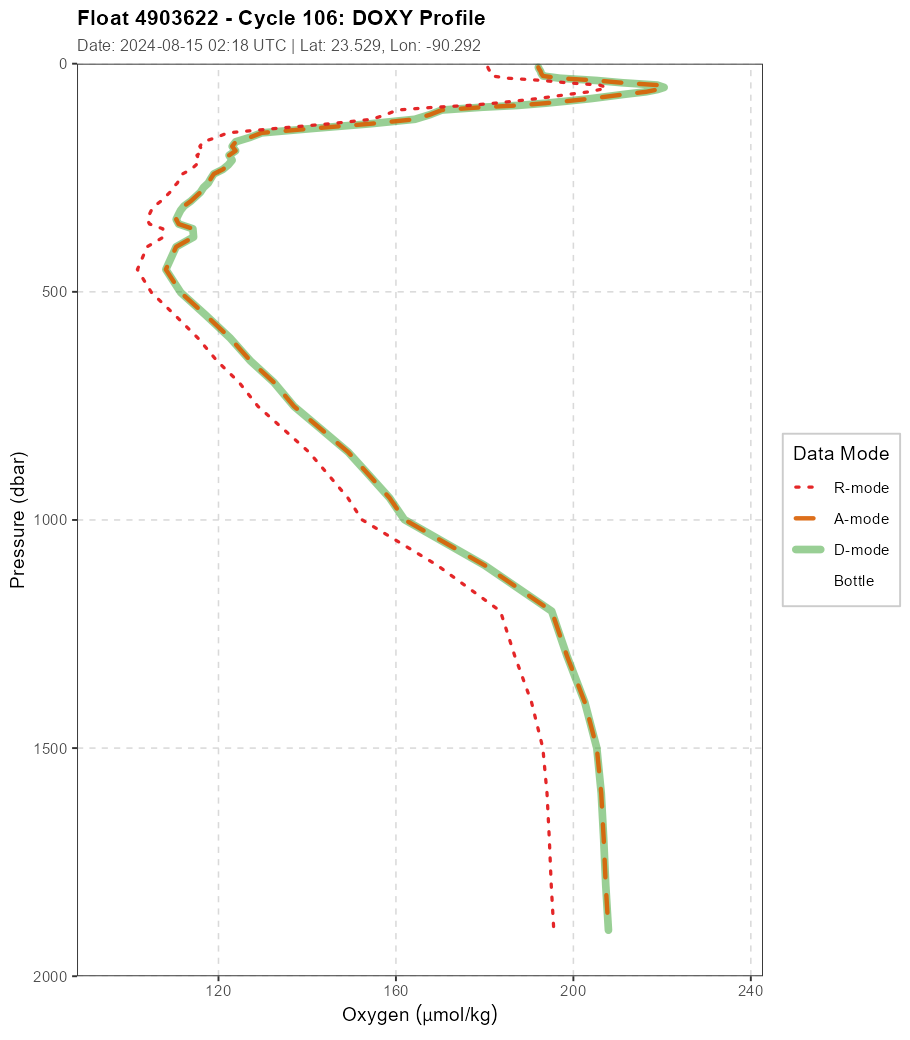 Float 4903622 - Cycle 106: DOXY Profile
Date: 2024-08-15 02:18 UTC | Lat: 23.529, Lon: -90.292
0
500
1000
1500
2000
Pressure (dbar)
120
160
200
240
Oxygen (μmol/kg)
Data Mode
R-mode
A-mode
D-mode
Bottle